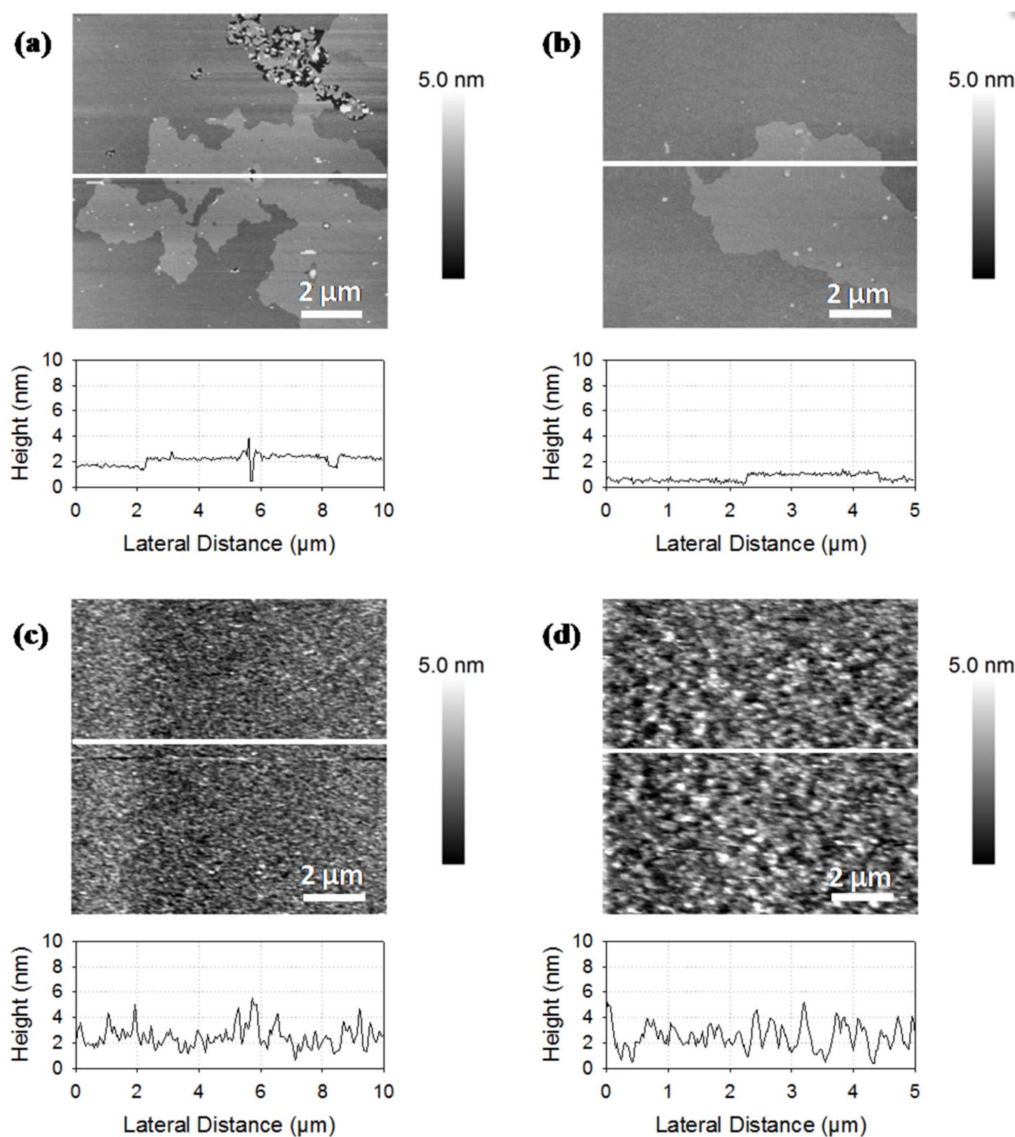 (a)
5.0 nm
2 µm
(b)
5.0 nm
2 µm
10
8
6
4
2
0
Height (nm)
0 2 4 6 8 10
Lateral Distance (µm)
10
8
6
4
2
0
Height (nm)
0 1 2 3 4 5
Lateral Distance (µm)
(c)
5.0 nm
2 µm
(d)
5.0 nm
2 µm
10
8
6
4
2
0
Height (nm)
0 2 4 6 8 10
Lateral Distance (µm)
10
8
6
4
2
0
Height (nm)
0 1 2 3 4 5
Lateral Distance (µm)